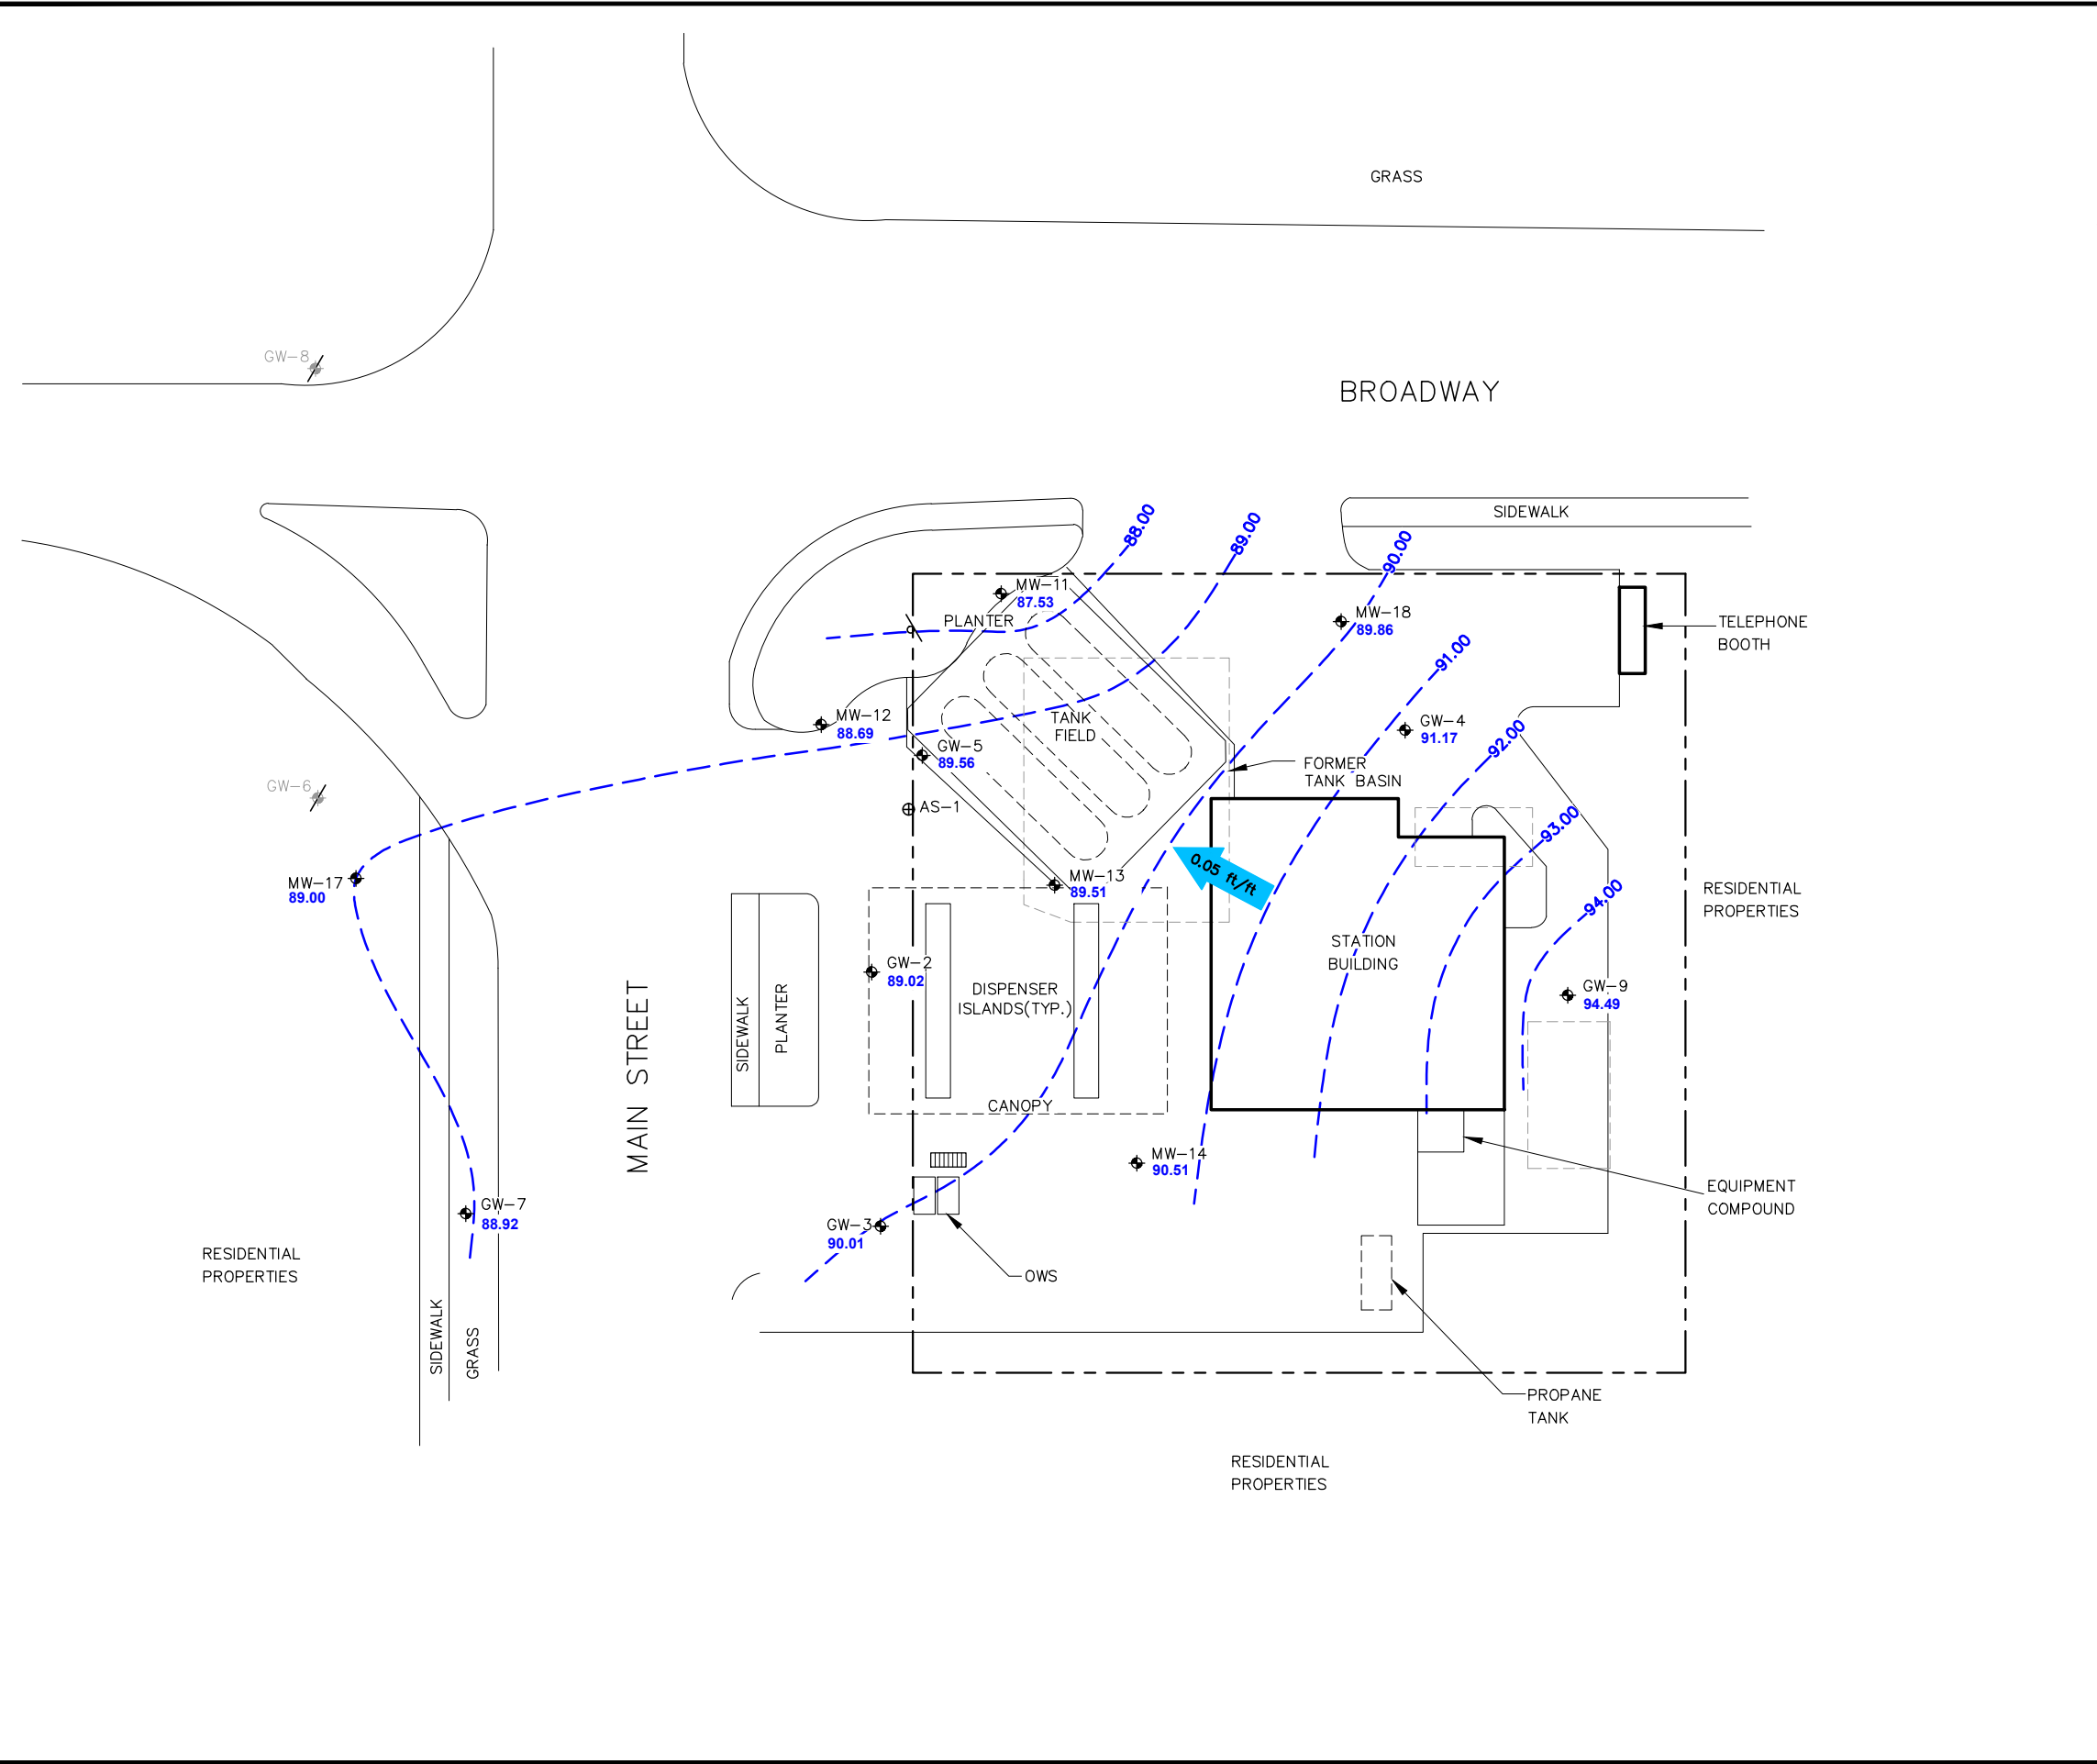 GRASS
GW-8
BROADWAY
SIDEWALK
88.00
89.00
90.00
MW-11
87.53
PLANTER
MW-18
89.86
TELEPHONE
BOOTH
91.00
MW-12
88.69
TANK
FIELD
GW-4
91.17
92.00
GW-5
89.56
FORMER
TANK BASIN
GW-6
AS-1
93.00
MW-17
89.00
MW-13
89.51
0.05 ft/ft
94.00
RESIDENTIAL
PROPERTIES
STATION
BUILDING
GW-2
89.02
DISPENSER
ISLANDS(TYP.)
GW-9
94.49
SIDEWALK
PLANTER
MAIN STREET
CANOPY
MW-14
90.51
EQUIPMENT
COMPOUND
GW-7
88.92
GW-3
90.01
RESIDENTIAL
PROPERTIES
OWS
SIDEWALK
GRASS
PROPANE
TANK
RESIDENTIAL
PROPERTIES